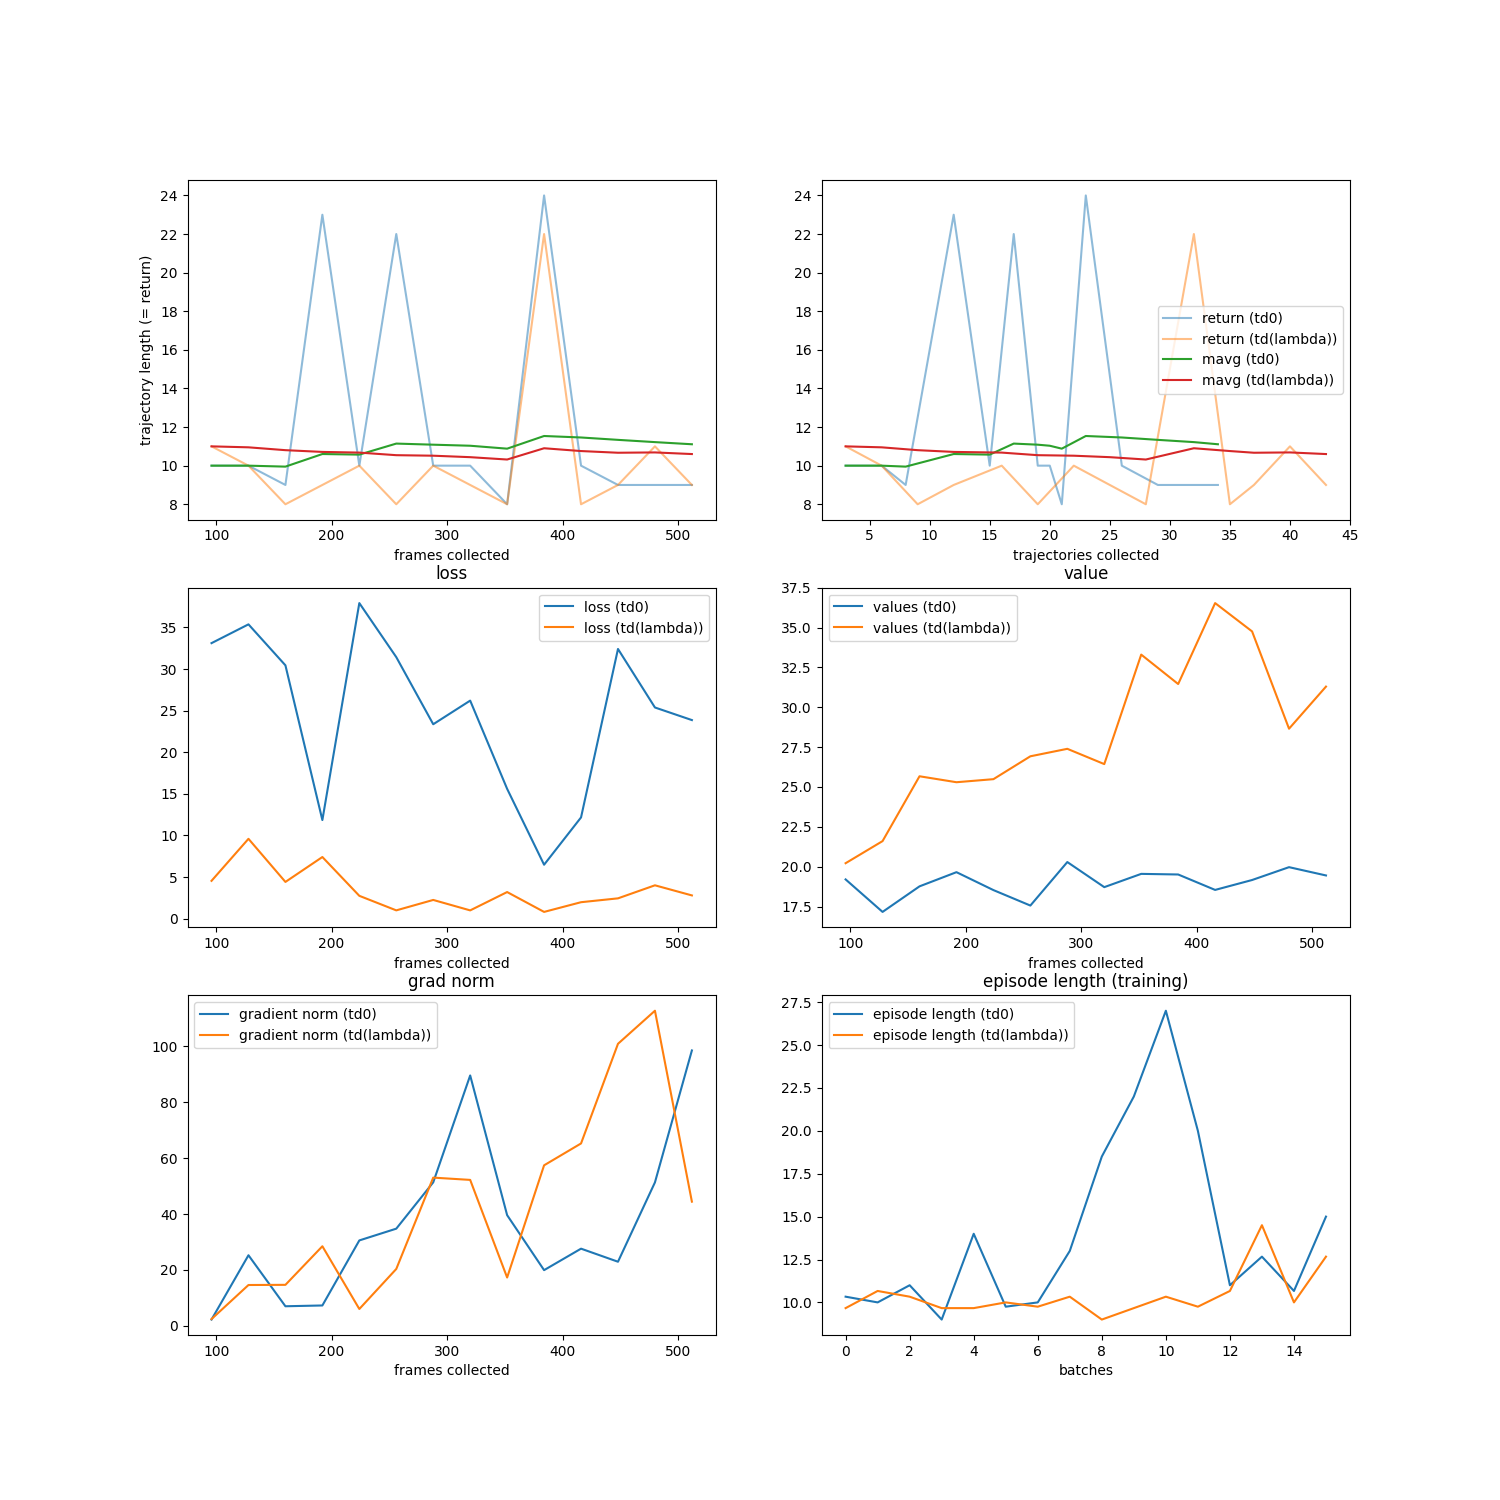 24
22
20
18
16
14
12
10
8
trajectory length (= return)
100 200 300 400 500
frames collected
24
22
20
18
16
14
12
10
8
return (td0)
return (td(lambda))
mavg (td0)
mavg (td(lambda))
5 10 15 20 25 30 35 40 45
trajectories collected
loss
loss (td0)
loss (td(lambda))
35
30
25
20
15
10
5
0
100 200 300 400 500
frames collected
value
values (td0)
values (td(lambda))
37.5
35.0
32.5
30.0
27.5
25.0
22.5
20.0
17.5
100 200 300 400 500
frames collected
grad norm
gradient norm (td0)
gradient norm (td(lambda))
100
80
60
40
20
0
100 200 300 400 500
frames collected
episode length (training)
episode length (td0)
episode length (td(lambda))
27.5
25.0
22.5
20.0
17.5
15.0
12.5
10.0
0 2 4 6 8 10 12 14
batches